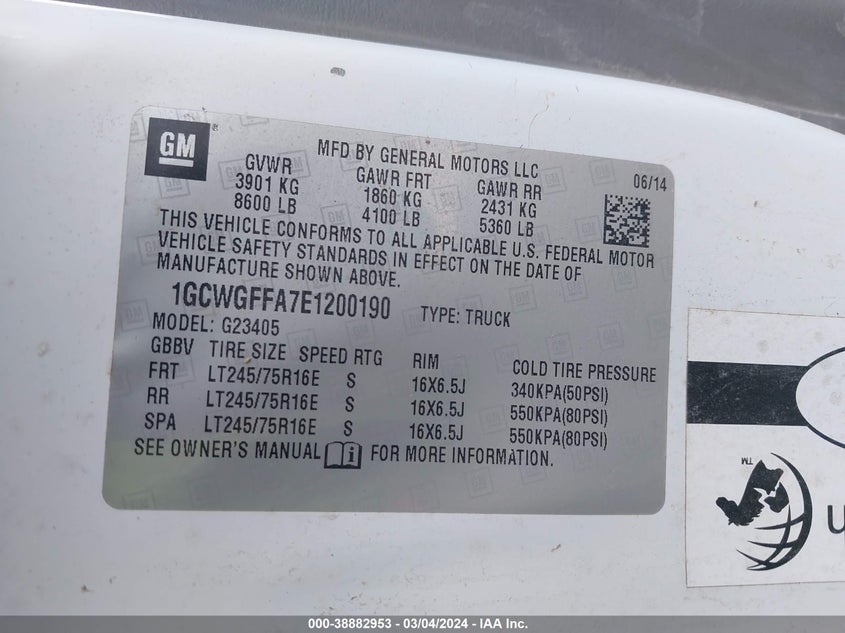 GM
MFD BY GENERAL MOTORS LLC
06/14
GVWR GAWR FRT GAWR RR
3901 KG 1860 KG 2431 KG
8600 LB 4100 LB 5360 LB
THIS VEHICLE CONFORMS TO ALL APPLICABLE U.S. FEDERAL MOTOR
VEHICLE SAFETY STANDARDS IN EFFECT ON THE DATE OF
MANUFACTURE SHOWN ABOVE.
1GCWGFFA7E1200190 TYPE: TRUCK
MODEL: G23405
GBBV TIRE SIZE SPEED RTG RIM COLD TIRE PRESSURE
FRT LT245/75R16E S 16X6.5J 340KPA(50PSI)
RR LT245/75R16E S 16X6.5J 550KPA(80PSI)
SPA LT245/75R16E S 16X6.5J 550KPA(80PSI)
SEE OWNER'S MANUAL FOR MORE INFORMATION.
TM
U
000-38882953 - 03/04/2024 - IAA Inc.